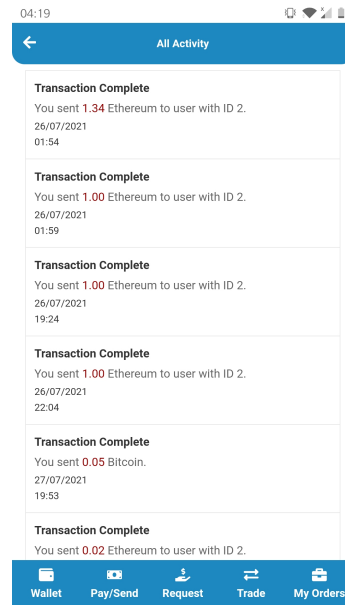 04:19
All Activity
Transaction Complete
You sent 1.34 Ethereum to user with ID 2.
26/07/2021
01:54
Transaction Complete
You sent 1.00 Ethereum to user with ID 2.
26/07/2021
01:59
Transaction Complete
You sent 1.00 Ethereum to user with ID 2.
26/07/2021
19:24
Transaction Complete
You sent 1.00 Ethereum to user with ID 2.
26/07/2021
22:04
Transaction Complete
You sent 0.05 Bitcoin.
27/07/2021
19:53
Transaction Complete
You sent 0.02 Ethereum to user with ID 2.
Wallet Pay/Send Request Trade My Orders